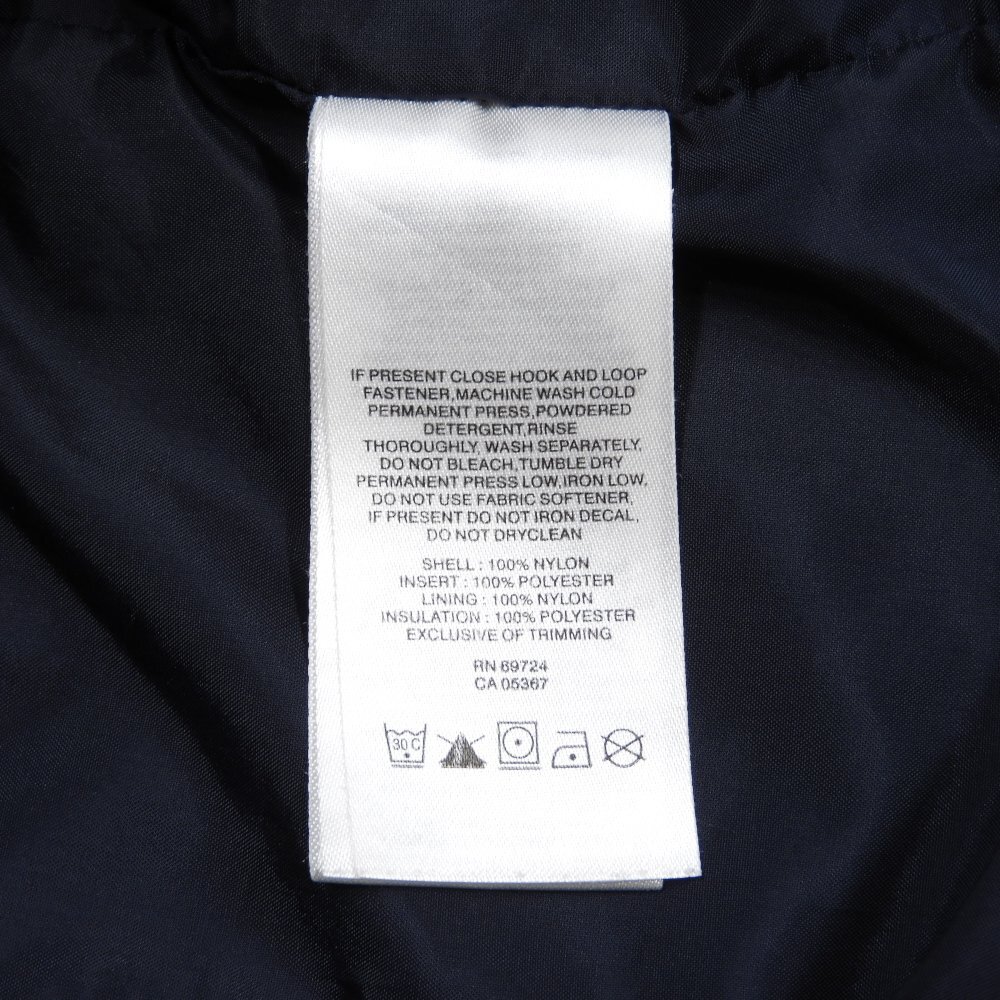 IF PRESENT CLOSE HOOK AND LOOP
FASTENER,MACHINE WASH COLD
PERMANENT PRESS,POWDERED
DETERGENT,RINSE
THOROUGHLY, WASH SEPARATELY,
DO NOT BLEACH,TUMBLE DRY
PERMANENT PRESS LOW,IRON LOW,
DO NOT USE FABRIC SOFTENER,
IF PRESENT DO NOT IRON DECAL,
DO NOT DRYCLEAN
SHELL : 100% NYLON
INSERT : 100% POLYESTER
LINING : 100% NYLON
INSULATION : 100% POLYESTER
EXCLUSIVE OF TRIMMING
RN 69724
CA 05367
30 C